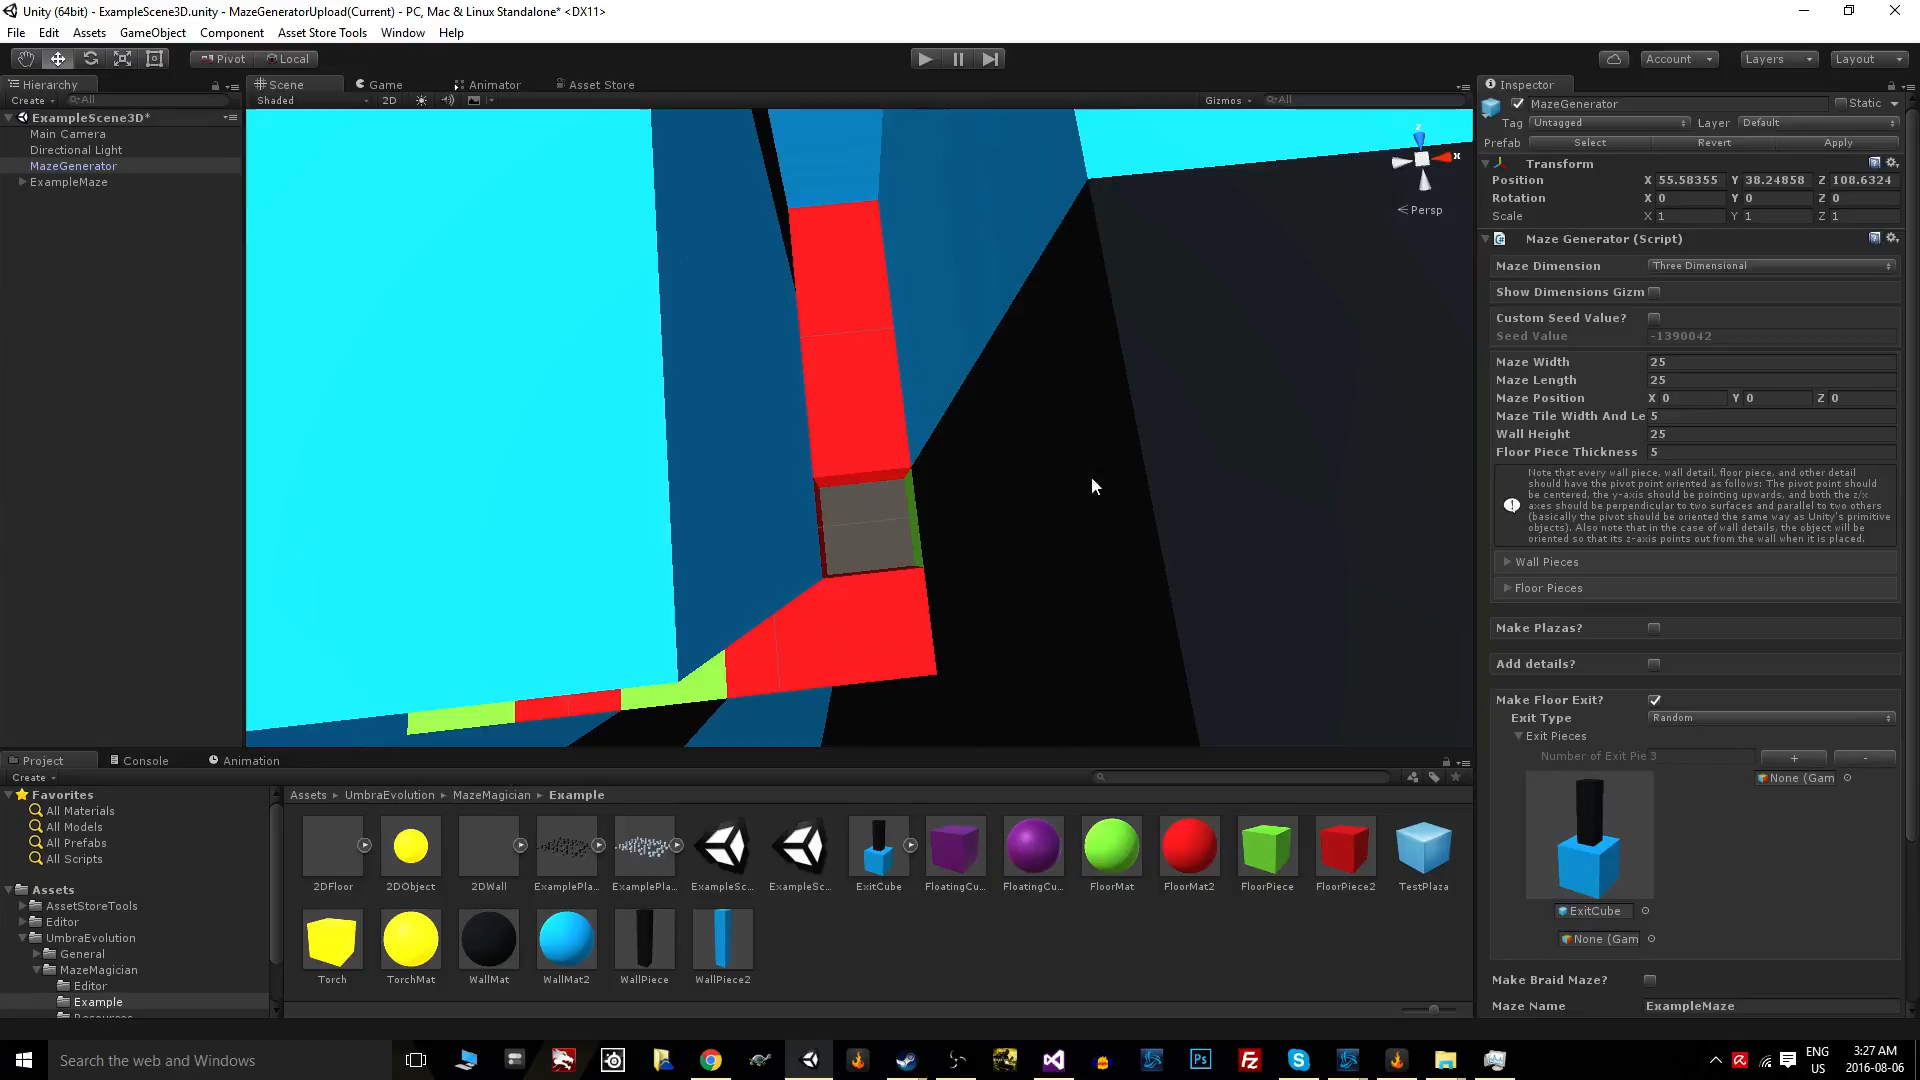 Unity (64bit) - ExampleScene3D.unity - MazeGeneratorUpload(Current) - PC, Mac & Linux Standalone* <DX11>
File Edit Assets GameObject Component Asset Store Tools Window Help
Pivot Local Account Layers Layout
Hierarchy Scene Game Animator Asset Store Inspector
Create All Shaded 2D Gizmos All
MazeGenerator Static
Tag Untagged Layer Default
Prefab Select Revert Apply
ExampleScene3D*
Main Camera
Directional Light
MazeGenerator
ExampleMaze
z
x
Persp
Transform
Position X 55.58355 Y 38.24858 Z 108.6324
Rotation X 0 Y 0 Z 0
Scale X 1 Y 1 Z 1
Maze Generator (Script)
Maze Dimension Three Dimensional
Show Dimensions Gizm
Custom Seed Value?
Seed Value -1390042
Maze Width 25
Maze Length 25
Maze Position X 0 Y 0 Z 0
Maze Tile Width And Le 5
Wall Height 25
Floor Piece Thickness 5
Note that every wall piece, wall detail, floor piece, and other detail
should have the pivot point oriented as follows: The pivot point should
be centered, the y-axis should be pointing upwards, and both the z/x
axes should be perpendicular to two surfaces and parallel to two others
(basically the pivot should be oriented the same way as Unity's primitive
objects). Also note that in the case of wall details, the object will be
oriented so that its z-axis points out from the wall when it is placed.
Wall Pieces
Floor Pieces
Make Plazas?
Add details?
Make Floor Exit?
Exit Type Random
Exit Pieces
Number of Exit Pie 3 + -
None (Gam
ExitCube
None (Gam
Make Braid Maze?
Maze Name ExampleMaze
Project Console Animation
Create
Favorites
All Materials
All Models
All Prefabs
All Scripts
Assets
AssetStoreTools
Editor
UmbraEvolution
General
MazeMagician
Editor
Example
Resources
Assets UmbraEvolution MazeMagician Example
2DFloor 2DObject 2DWall ExamplePla... ExamplePla... ExampleSc... ExampleSc... ExitCube FloatingCu... FloatingCu... FloorMat FloorMat2 FloorPiece FloorPiece2 TestPlaza
Torch TorchMat WallMat WallMat2 WallPiece WallPiece2
Search the web and Windows
Ps
Fz
ENG
US
3:27 AM
2016-08-06